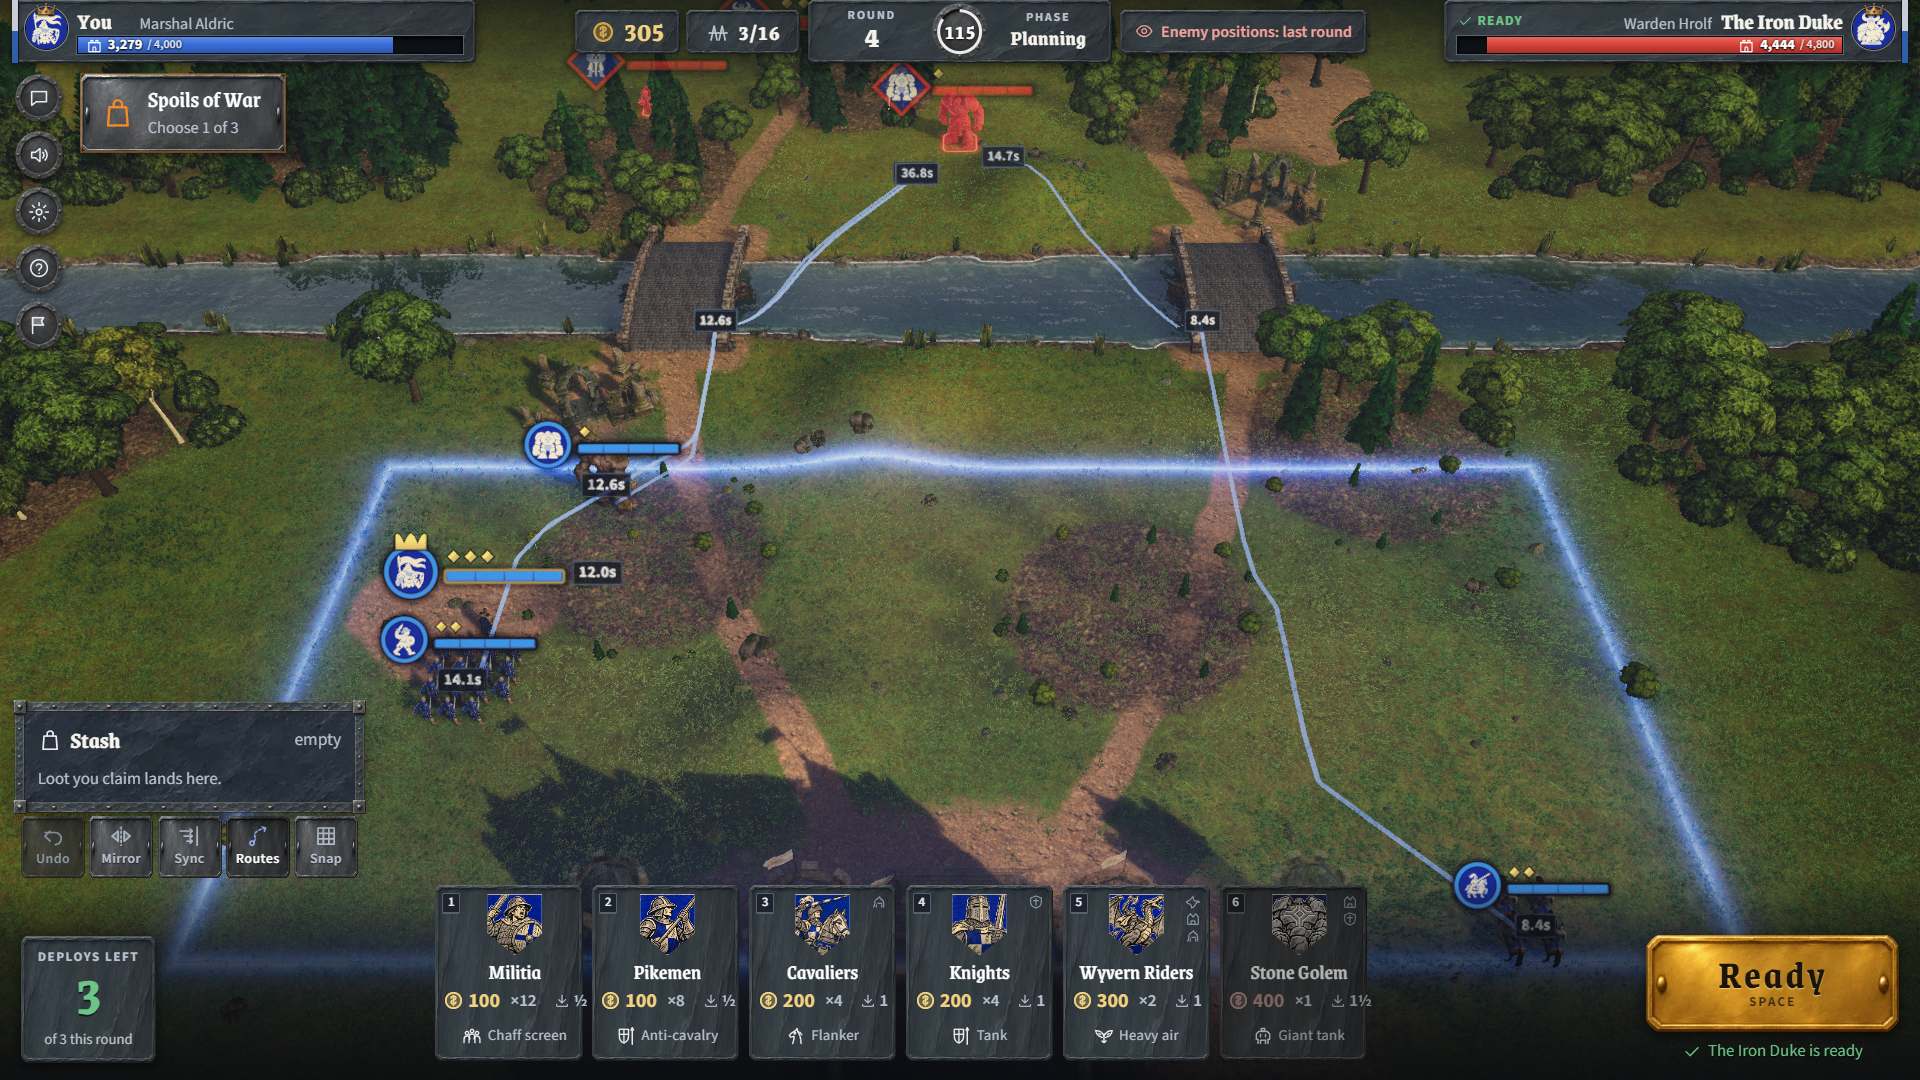 You
Marshal Aldric
3,279 / 4,000
305
3/16
ROUND
4
115
PHASE
Planning
Enemy positions: last round
READY
Warden Hrolf
The Iron Duke
4,444 / 4,800
Spoils of War
Choose 1 of 3
36.8s
14.7s
12.6s
8.4s
12.6s
12.0s
14.1s
8.4s
Stash
empty
Loot you claim lands here.
Undo
Mirror
Sync
Routes
Snap
DEPLOYS LEFT
3
of 3 this round
1
Militia
100 ×12 ½
Chaff screen
2
Pikemen
100 ×8 ½
Anti-cavalry
3
Cavaliers
200 ×4 1
Flanker
4
Knights
200 ×4 1
Tank
5
Wyvern Riders
300 ×2 1
Heavy air
6
Stone Golem
400 ×1 1½
Giant tank
Ready
SPACE
The Iron Duke is ready